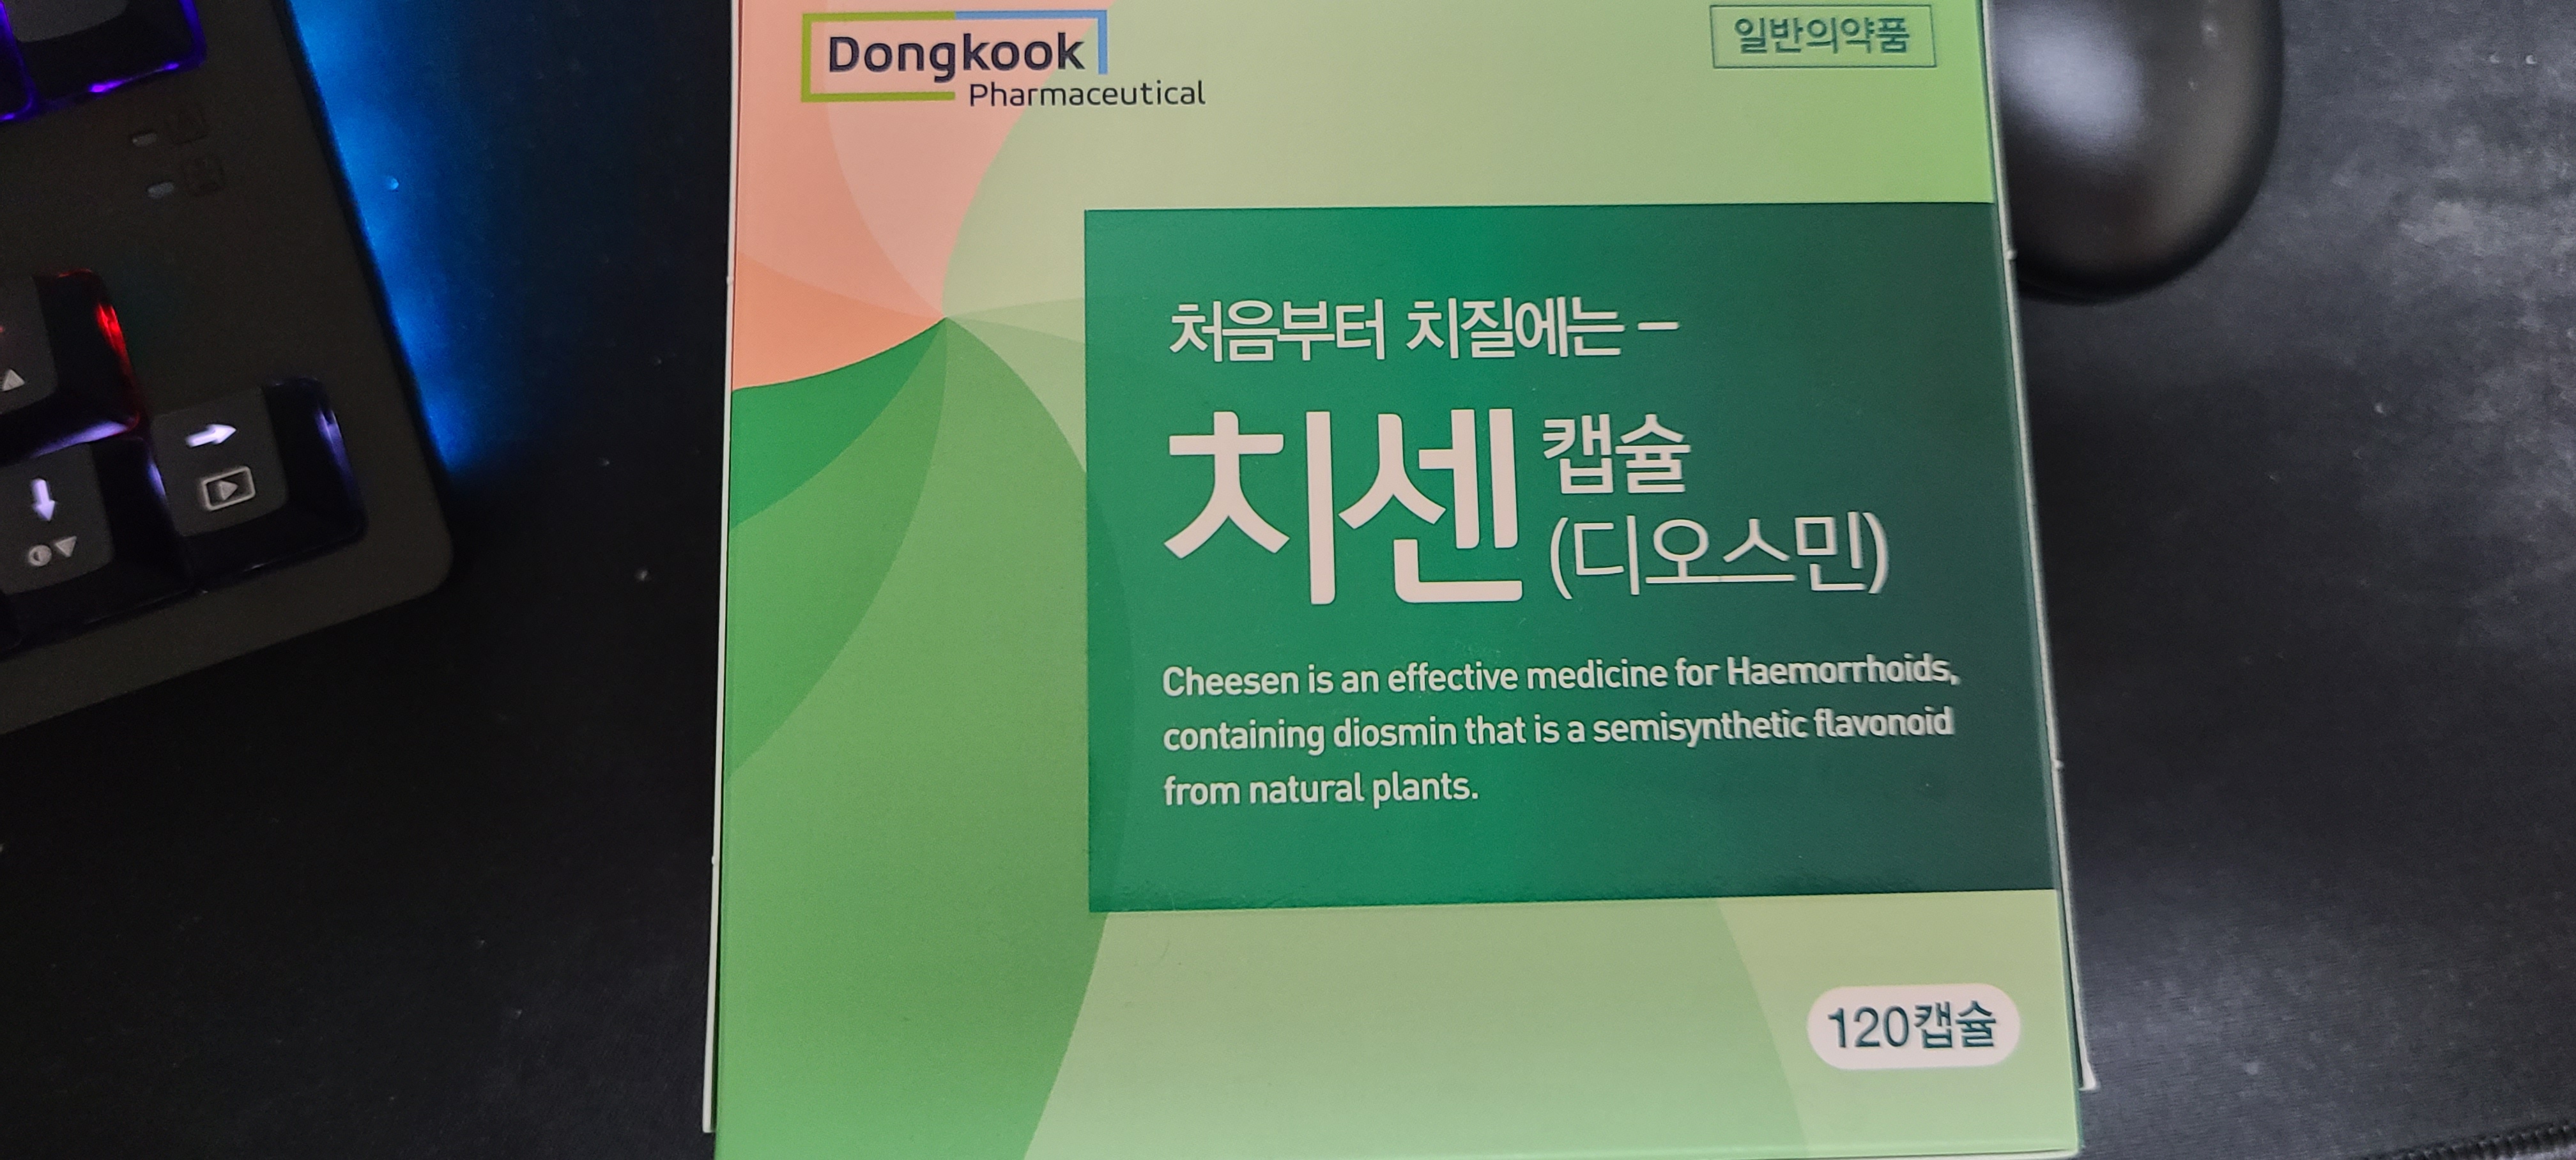 Dongkook
Pharmaceutical
일반의약품
처음부터 치질에는 –
치센 캡슐
(디오스민)
Cheesen is an effective medicine for Haemorrhoids,
containing diosmin that is a semisynthetic flavonoid
from natural plants.
120캡슐